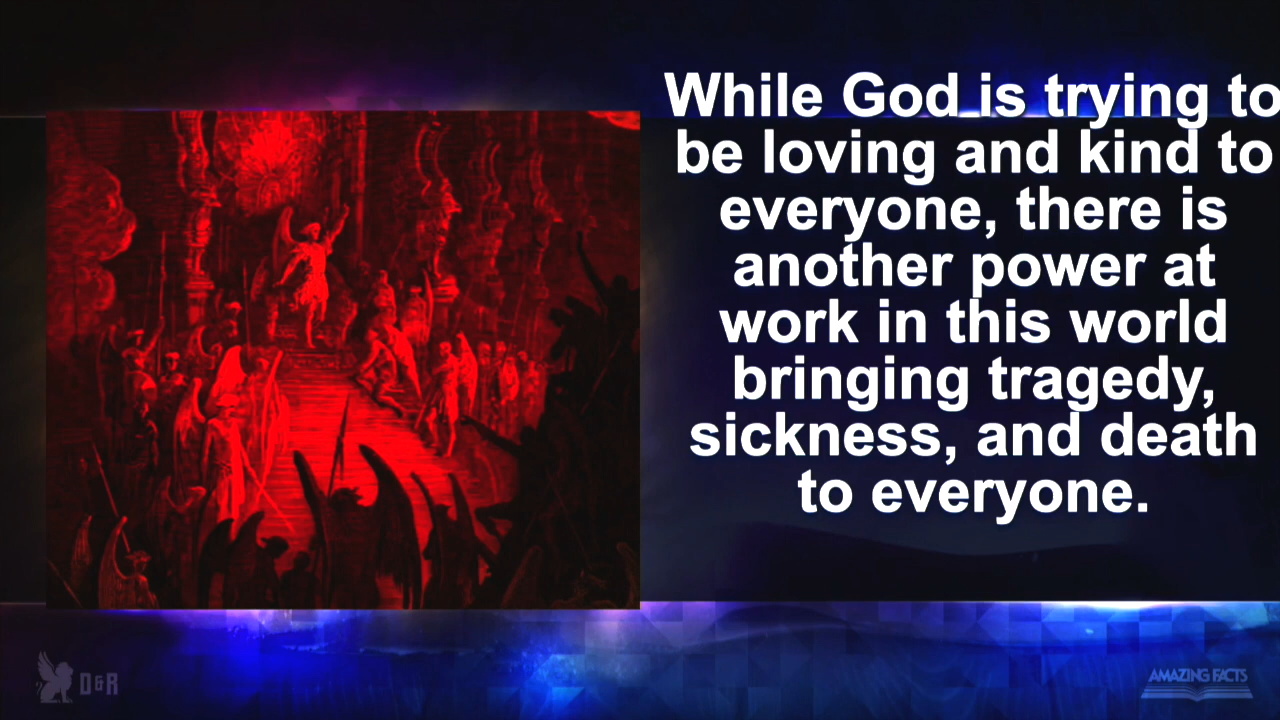 While God is trying to
be loving and kind to
everyone, there is
another power at
work in this world
bringing tragedy,
sickness, and death
to everyone.
D&R
AMAZING FACTS